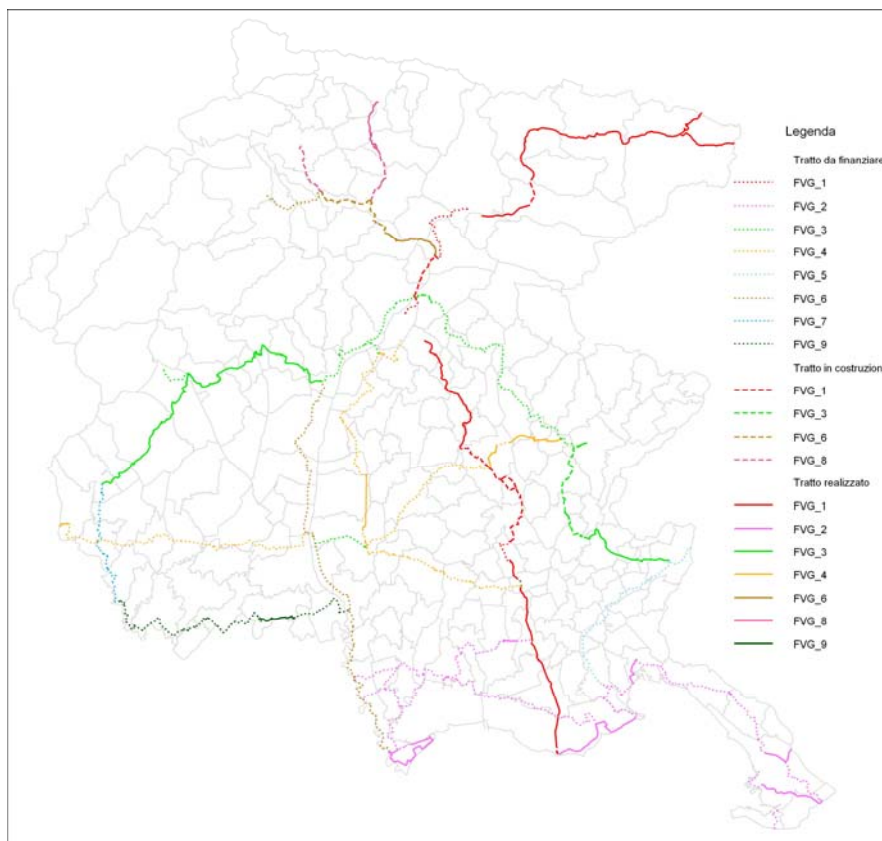 Legenda
Tratto da finanziare
FVG_1
FVG_2
FVG_3
FVG_4
FVG_5
FVG_6
FVG_7
FVG_9
Tratto in costruzion
FVG_1
FVG_3
FVG_6
FVG_8
Tratto realizzato
FVG_1
FVG_2
FVG_3
FVG_4
FVG_6
FVG_8
FVG_9